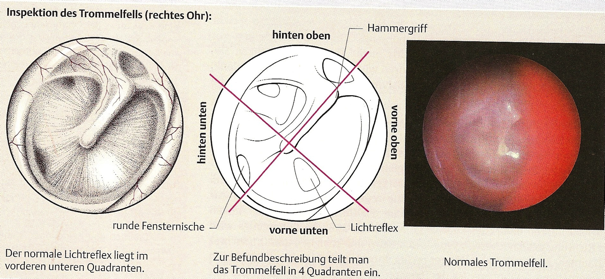 Inspektion des Trommelfells (rechtes Ohr):
hinten oben
Hammergriff
hinten unten
vorne oben
runde Fensternische
vorne unten
Lichtreflex
Der normale Lichtreflex liegt im
vorderen unteren Quadranten.
Zur Befundbeschreibung teilt man
das Trommelfell in 4 Quadranten ein.
Normales Trommelfell.